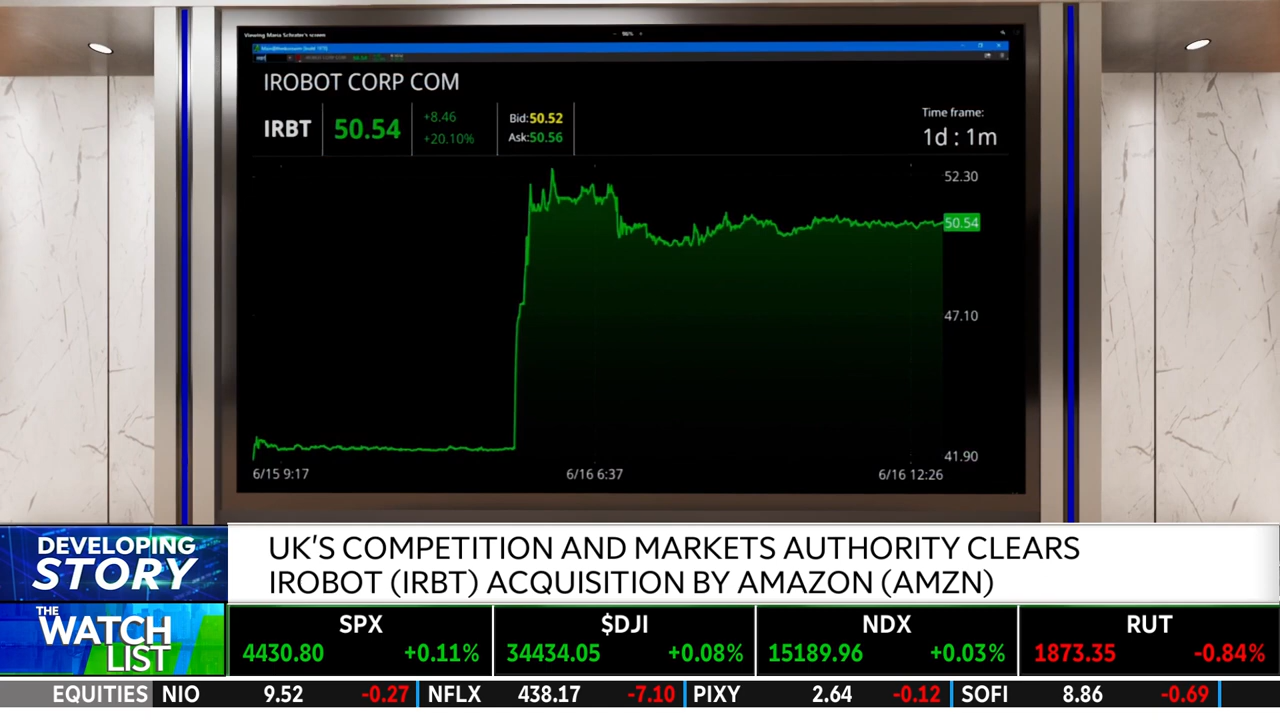 Viewing Maria Schrater's screen
96%
IROBOT CORP COM
IRBT
50.54
+8.46
+20.10%
Bid:50.52
Ask:50.56
Time frame:
1d : 1m
52.30
50.54
47.10
41.90
6/15 9:17
6/16 6:37
6/16 12:26
DEVELOPING
STORY
UK'S COMPETITION AND MARKETS AUTHORITY CLEARS
IROBOT (IRBT) ACQUISITION BY AMAZON (AMZN)
THE
WATCH
LIST
SPX
4430.80 +0.11%
$DJI
34434.05 +0.08%
NDX
15189.96 +0.03%
RUT
1873.35 -0.84%
EQUITIES NIO 9.52 -0.27 NFLX 438.17 -7.10 PIXY 2.64 -0.12 SOFI 8.86 -0.69